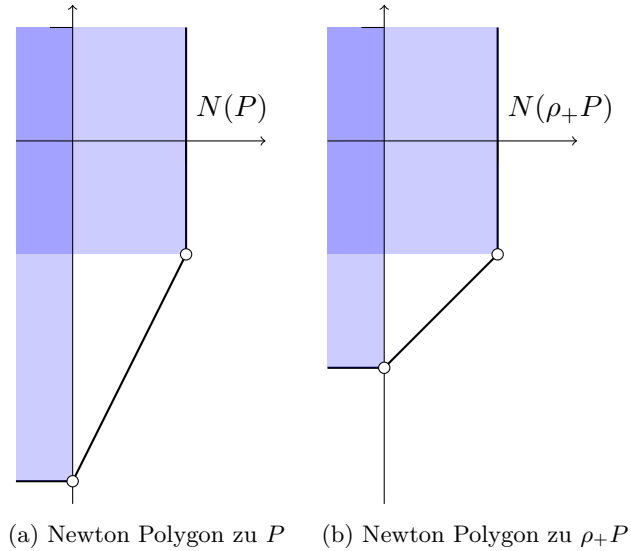 N(P)
N(ρ₊P)
(a) Newton Polygon zu P
(b) Newton Polygon zu ρ₊P